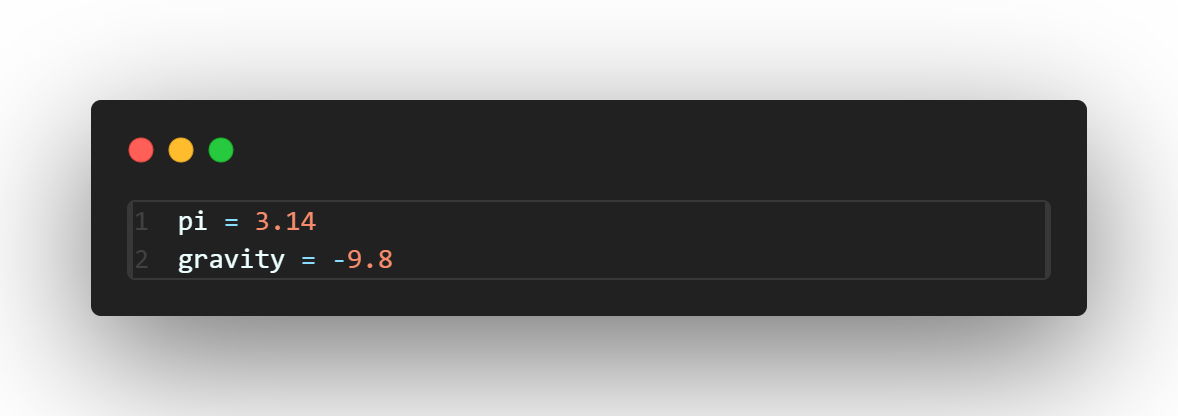 1 pi = 3.14
2 gravity = -9.8